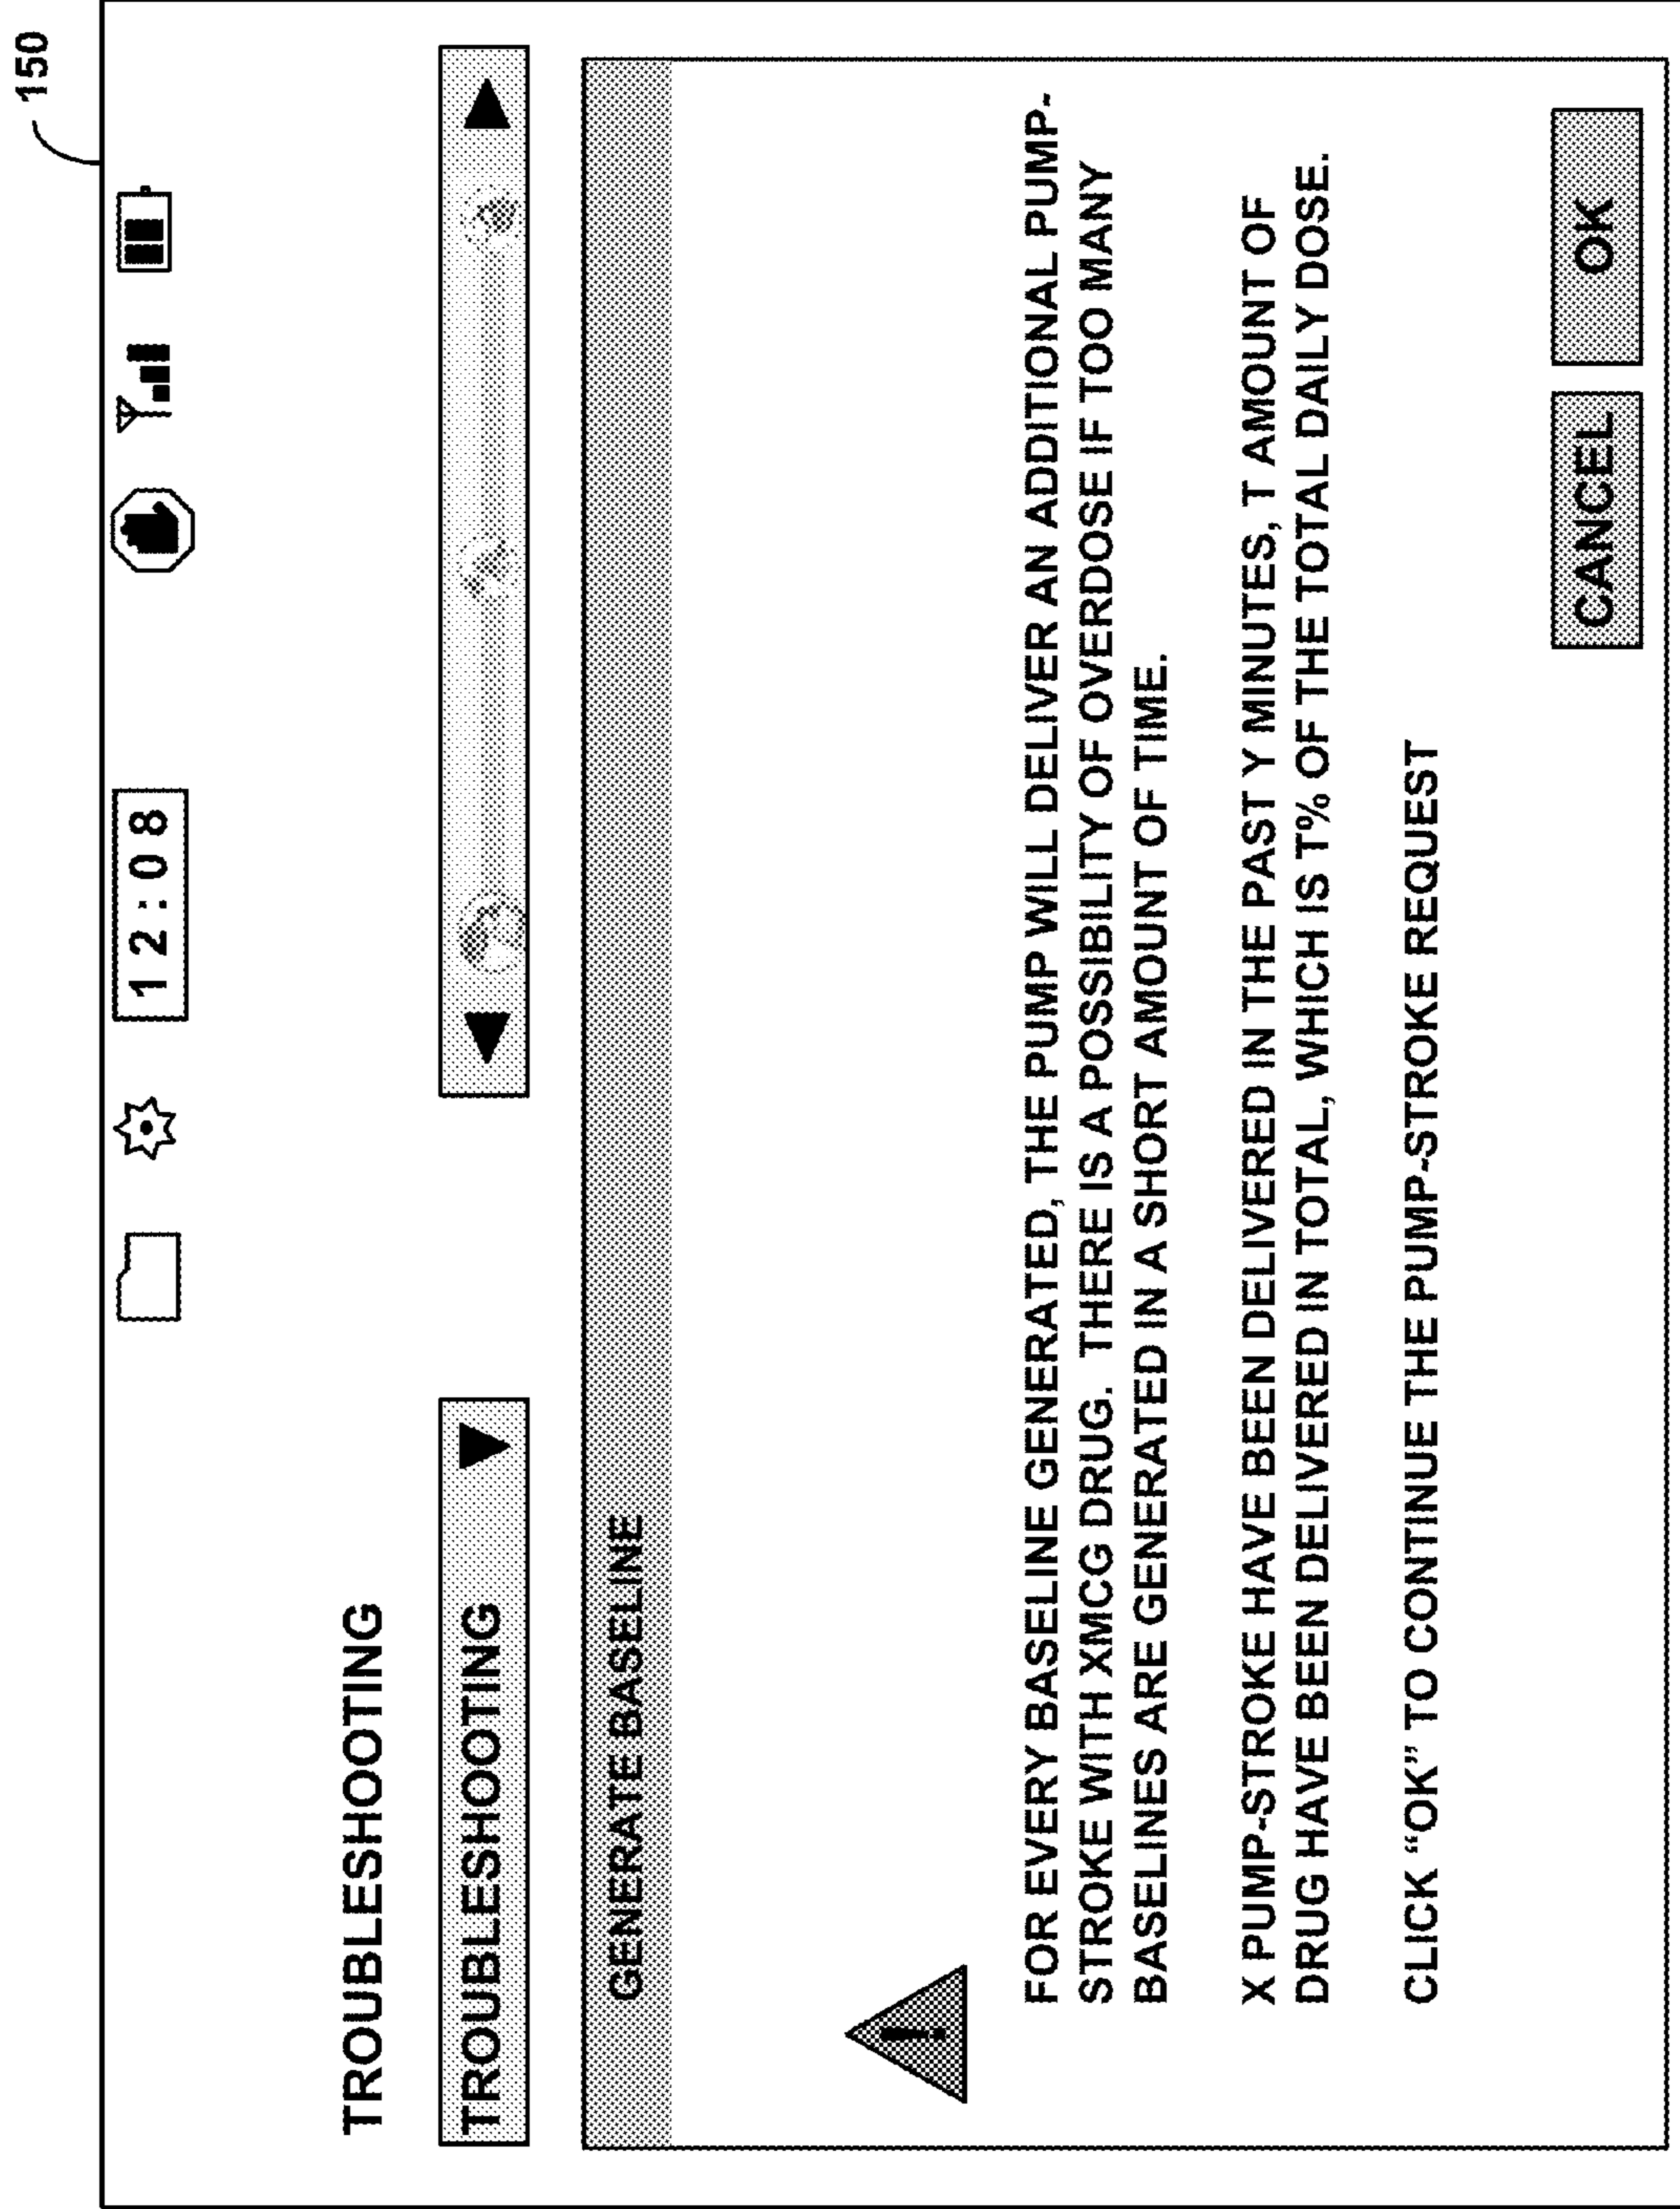 150
12:08
TROUBLESHOOTING
TROUBLESHOOTING
GENERATE BASELINE
!
FOR EVERY BASELINE GENERATED, THE PUMP WILL DELIVER AN ADDITIONAL PUMP-
STROKE WITH XMCG DRUG. THERE IS A POSSIBILITY OF OVERDOSE IF TOO MANY
BASELINES ARE GENERATED IN A SHORT AMOUNT OF TIME.
X PUMP-STROKE HAVE BEEN DELIVERED IN THE PAST Y MINUTES, T AMOUNT OF
DRUG HAVE BEEN DELIVERED IN TOTAL, WHICH IS T% OF THE TOTAL DAILY DOSE.
CLICK “OK” TO CONTINUE THE PUMP-STROKE REQUEST
CANCEL
OK